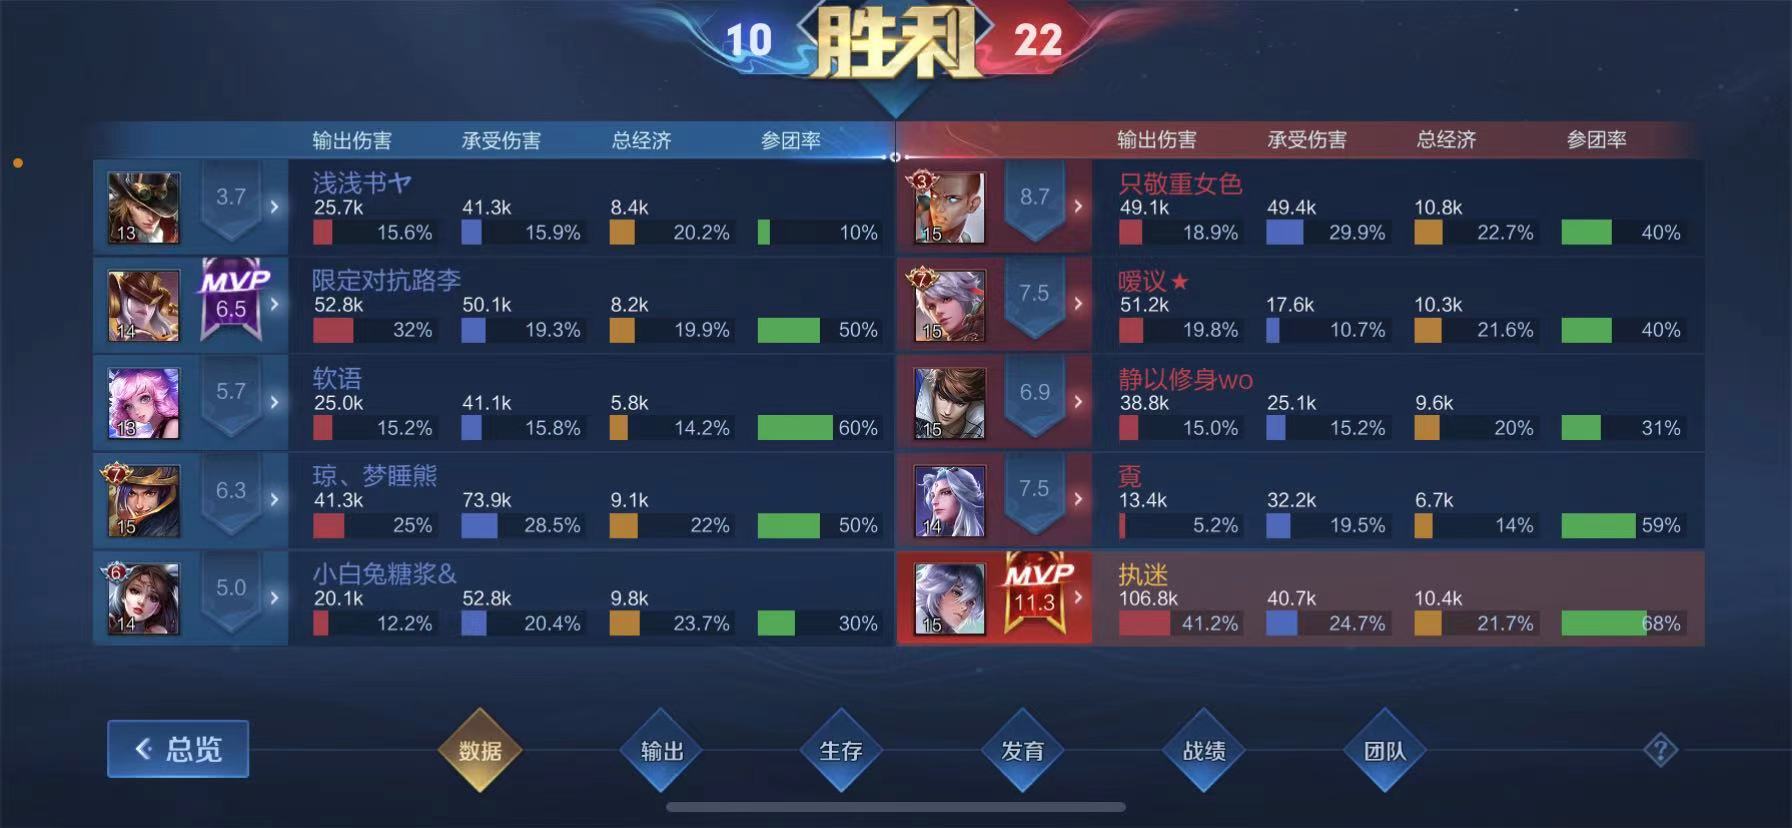 10 胜利 22
输出伤害 承受伤害 总经济 参团率 输出伤害 承受伤害 总经济 参团率
13 3.7 浅浅书ヤ
25.7k 41.3k 8.4k
15.6% 15.9% 20.2% 10%
3 15 8.7 只敬重女色
49.1k 49.4k 10.8k
18.9% 29.9% 22.7% 40%
14 MVP 6.5 限定对抗路李
52.8k 50.1k 8.2k
32% 19.3% 19.9% 50%
7 15 7.5 嗳议★
51.2k 17.6k 10.3k
19.8% 10.7% 21.6% 40%
13 5.7 软语
25.0k 41.1k 5.8k
15.2% 15.8% 14.2% 60%
15 6.9 静以修身wo
38.8k 25.1k 9.6k
15.0% 15.2% 20% 31%
7 15 6.3 琼、梦睡熊
41.3k 73.9k 9.1k
25% 28.5% 22% 50%
14 7.5
13.4k 32.2k 6.7k
5.2% 19.5% 14% 59%
6 14 5.0 小白兔糖浆&
20.1k 52.8k 9.8k
12.2% 20.4% 23.7% 30%
15 MVP 11.3 执迷
106.8k 40.7k 10.4k
41.2% 24.7% 21.7% 68%
总览 数据 输出 生存 发育 战绩 团队 ?